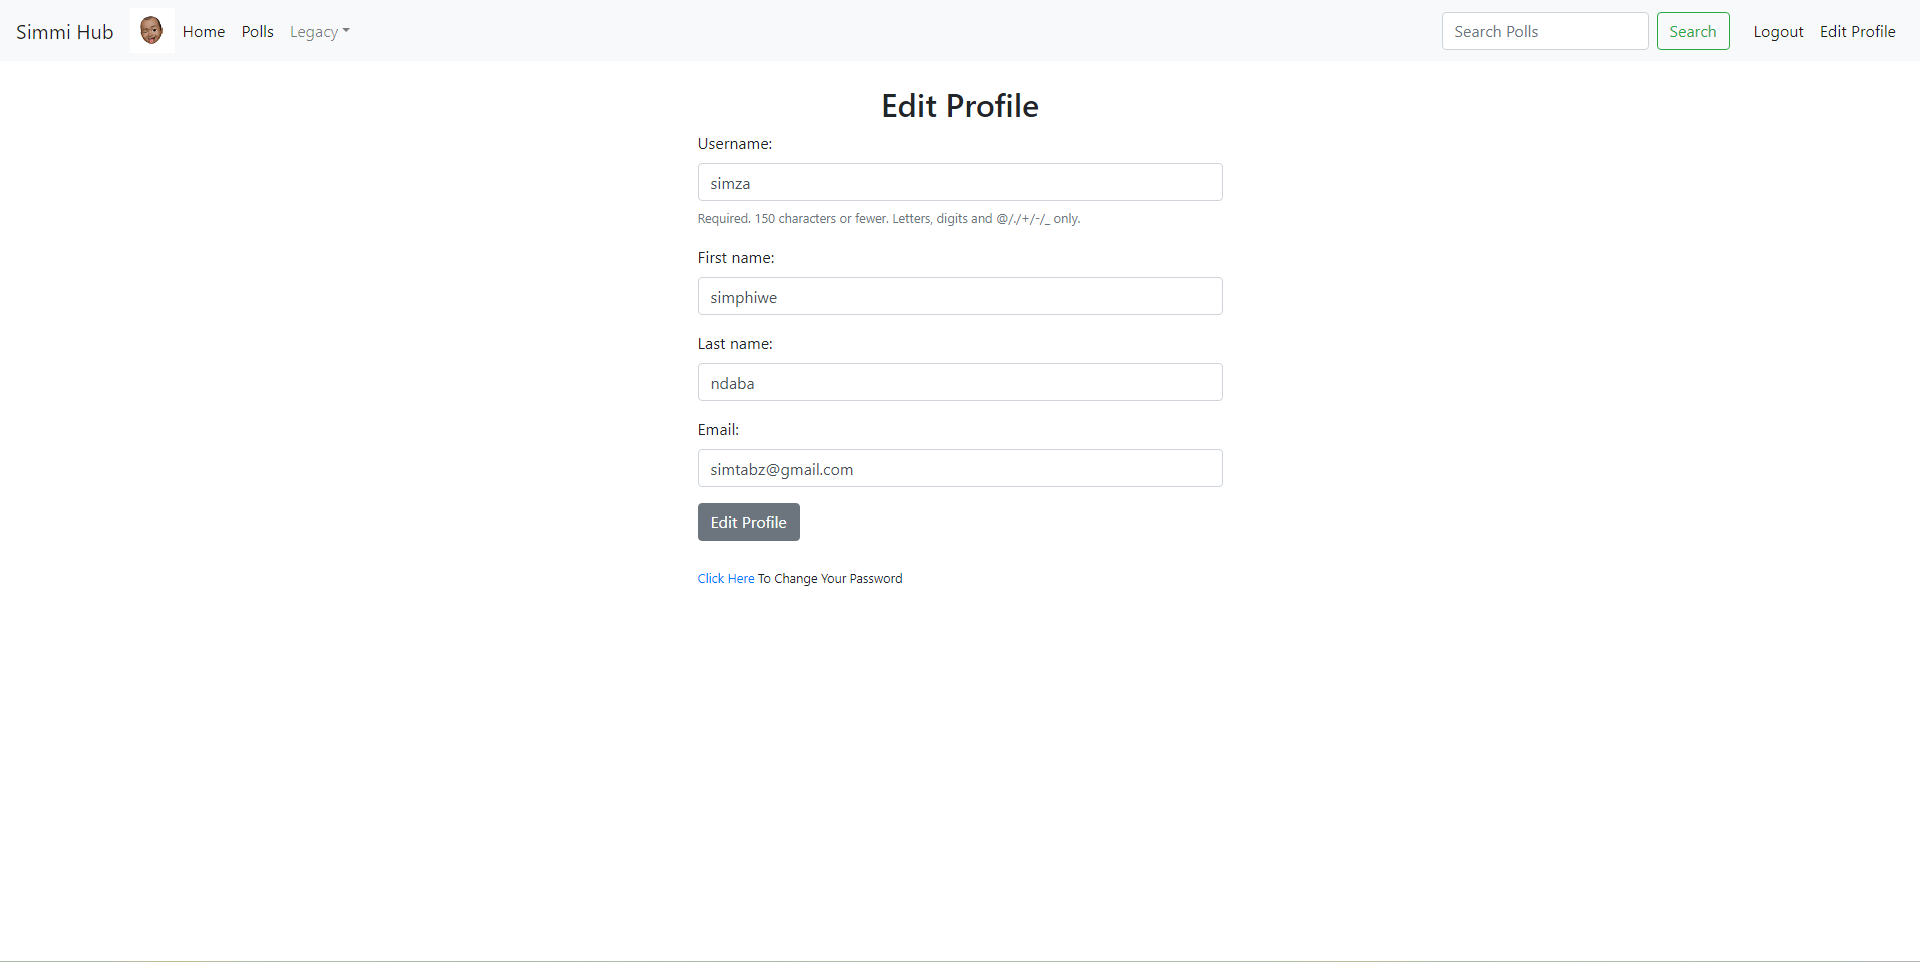 Simmi Hub Home Polls Legacy Search Polls Search Logout Edit Profile
Edit Profile
Username:
simza
Required. 150 characters or fewer. Letters, digits and @/./+/-/_ only.
First name:
simphiwe
Last name:
ndaba
Email:
simtabz@gmail.com
Edit Profile
Click Here To Change Your Password